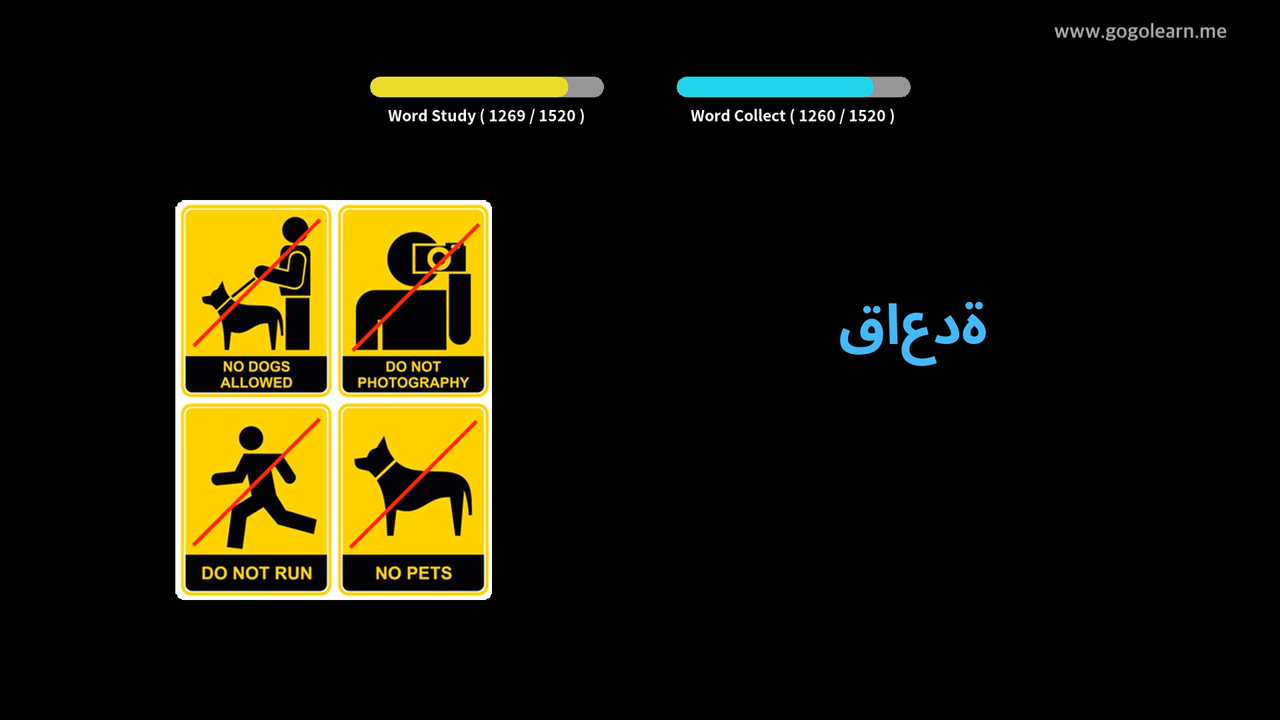 www.gogolearn.me
Word Study ( 1269 / 1520 )
Word Collect ( 1260 / 1520 )
NO DOGS
ALLOWED
DO NOT
PHOTOGRAPHY
DO NOT RUN
NO PETS
قاعدة